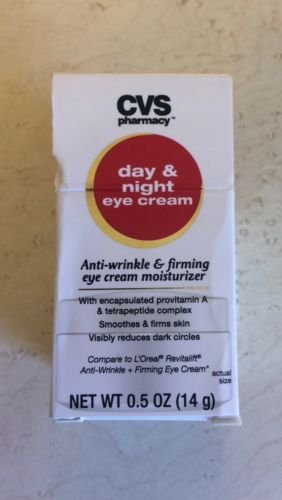 CVS
pharmacy™
day &
night
eye cream
Anti-wrinkle & firming
eye cream moisturizer
With encapsulated provitamin A
& tetrapeptide complex
Smoothes & firms skin
Visibly reduces dark circles
Compare to L'Oreal® Revitalift®
Anti-Wrinkle + Firming Eye Cream*
actual
size
NET WT 0.5 OZ (14 g)